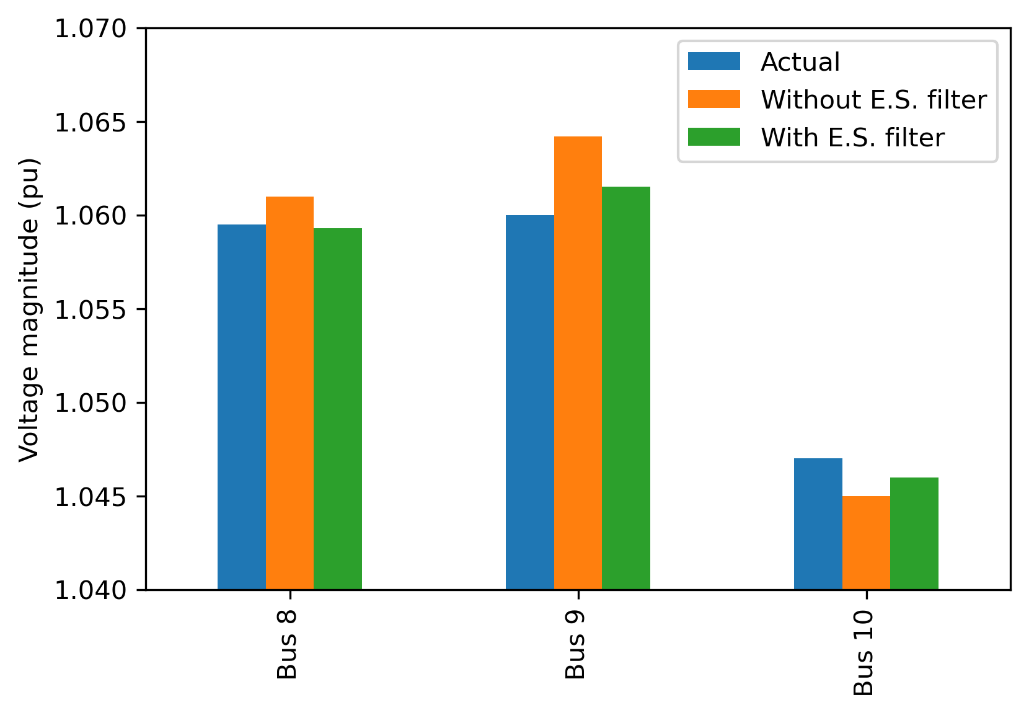 Voltage magnitude (pu)
1.070
1.065
1.060
1.055
1.050
1.045
1.040
Actual
Without E.S. filter
With E.S. filter
Bus 8
Bus 9
Bus 10